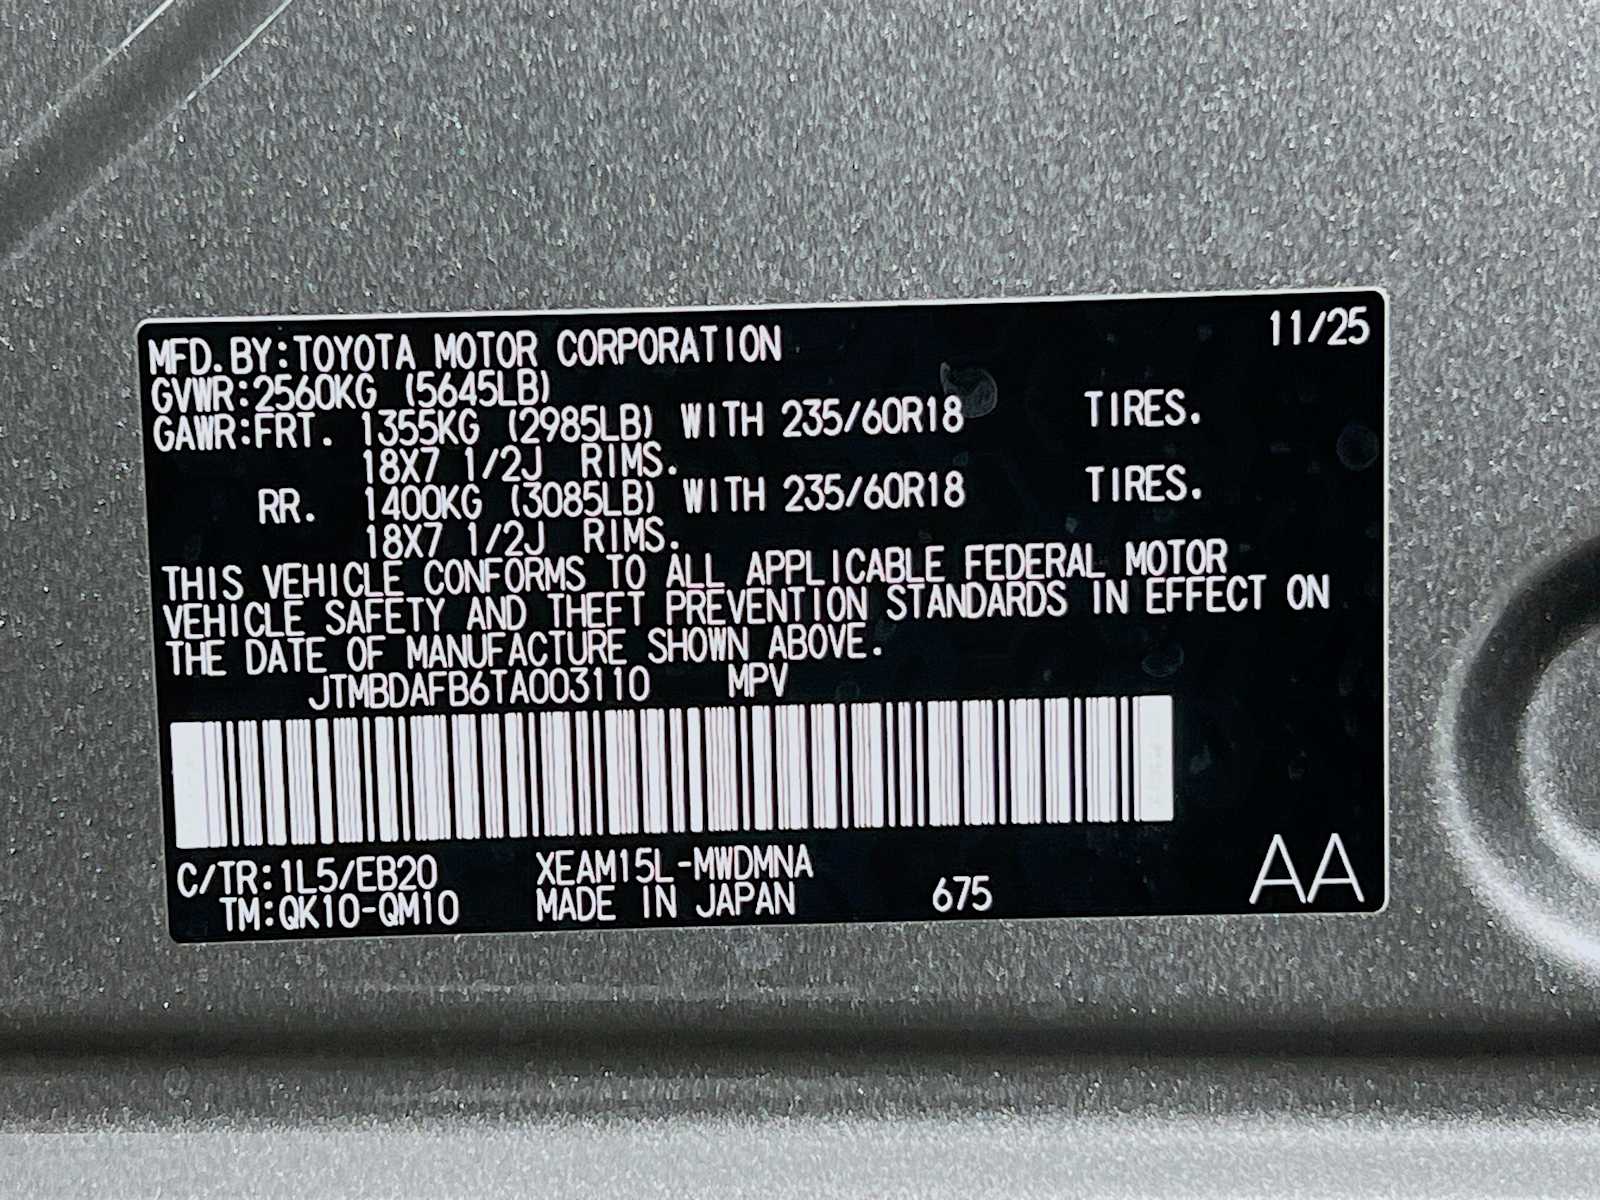 MFD.BY:TOYOTA MOTOR CORPORATION 11/25
GVWR:2560KG (5645LB)
GAWR:FRT. 1355KG (2985LB) WITH 235/60R18 TIRES.
18X7 1/2J RIMS.
RR. 1400KG (3085LB) WITH 235/60R18 TIRES.
18X7 1/2J RIMS.
THIS VEHICLE CONFORMS TO ALL APPLICABLE FEDERAL MOTOR
VEHICLE SAFETY AND THEFT PREVENTION STANDARDS IN EFFECT ON
THE DATE OF MANUFACTURE SHOWN ABOVE.
JTMBDAFB6TA003110 MPV
C/TR:1L5/EB20 XEAM15L-MWDMNA
TM:QK10-QM10 MADE IN JAPAN 675 AA